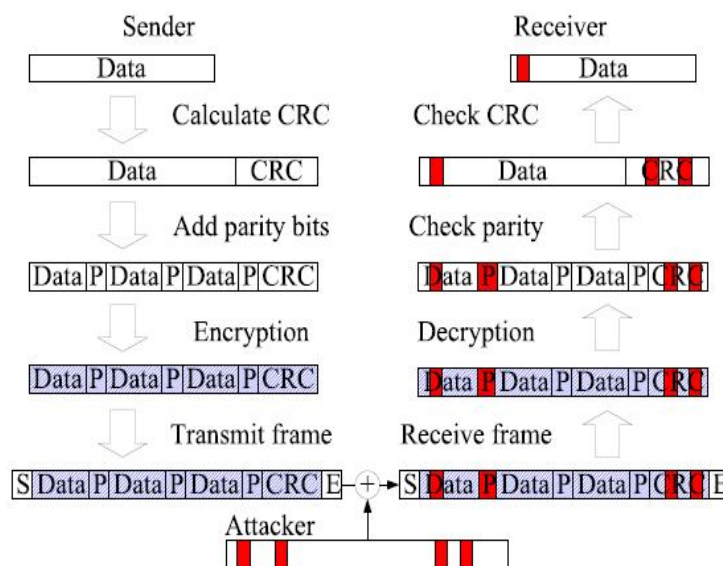 Sender Receiver
Data Data
Calculate CRC Check CRC
Data CRC Data CRC
Add parity bits Check parity
Data P Data P Data P CRC Data P Data P Data P CRC
Encryption Decryption
Data P Data P Data P CRC Data P Data P Data P CRC
Transmit frame Receive frame
S Data P Data P Data P CRC E + S Data P Data P Data P CRC E
Attacker